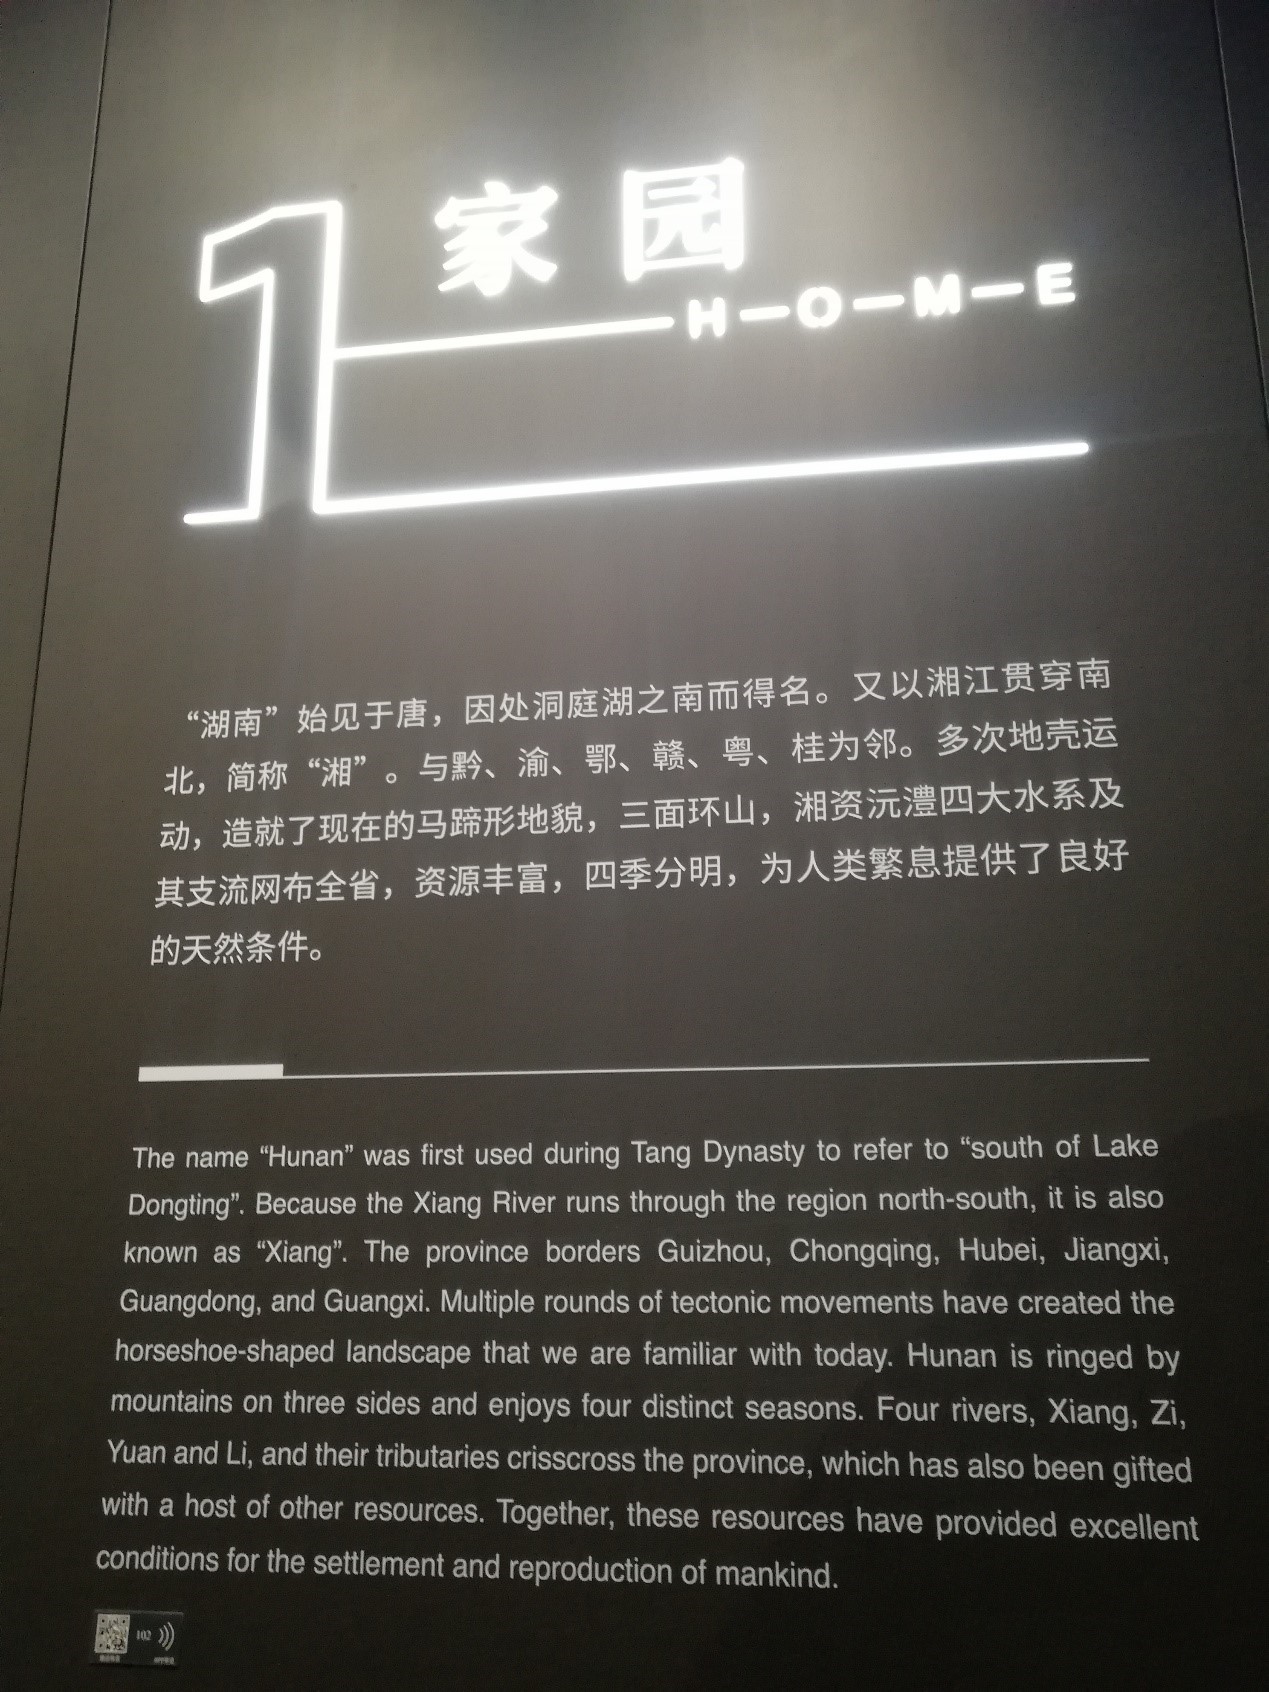 1
家园
H-O-M-E
“湖南”始见于唐，因处洞庭湖之南而得名。又以湘江贯穿南
北，简称“湘”。与黔、渝、鄂、赣、粤、桂为邻。多次地壳运
动，造就了现在的马蹄形地貌，三面环山，湘资沅澧四大水系及
其支流网布全省，资源丰富，四季分明，为人类繁息提供了良好
的天然条件。
The name “Hunan” was first used during Tang Dynasty to refer to “south of Lake
Dongting”. Because the Xiang River runs through the region north-south, it is also
known as “Xiang”. The province borders Guizhou, Chongqing, Hubei, Jiangxi,
Guangdong, and Guangxi. Multiple rounds of tectonic movements have created the
horseshoe-shaped landscape that we are familiar with today. Hunan is ringed by
mountains on three sides and enjoys four distinct seasons. Four rivers, Xiang, Zi,
Yuan and Li, and their tributaries crisscross the province, which has also been gifted
with a host of other resources. Together, these resources have provided excellent
conditions for the settlement and reproduction of mankind.
102